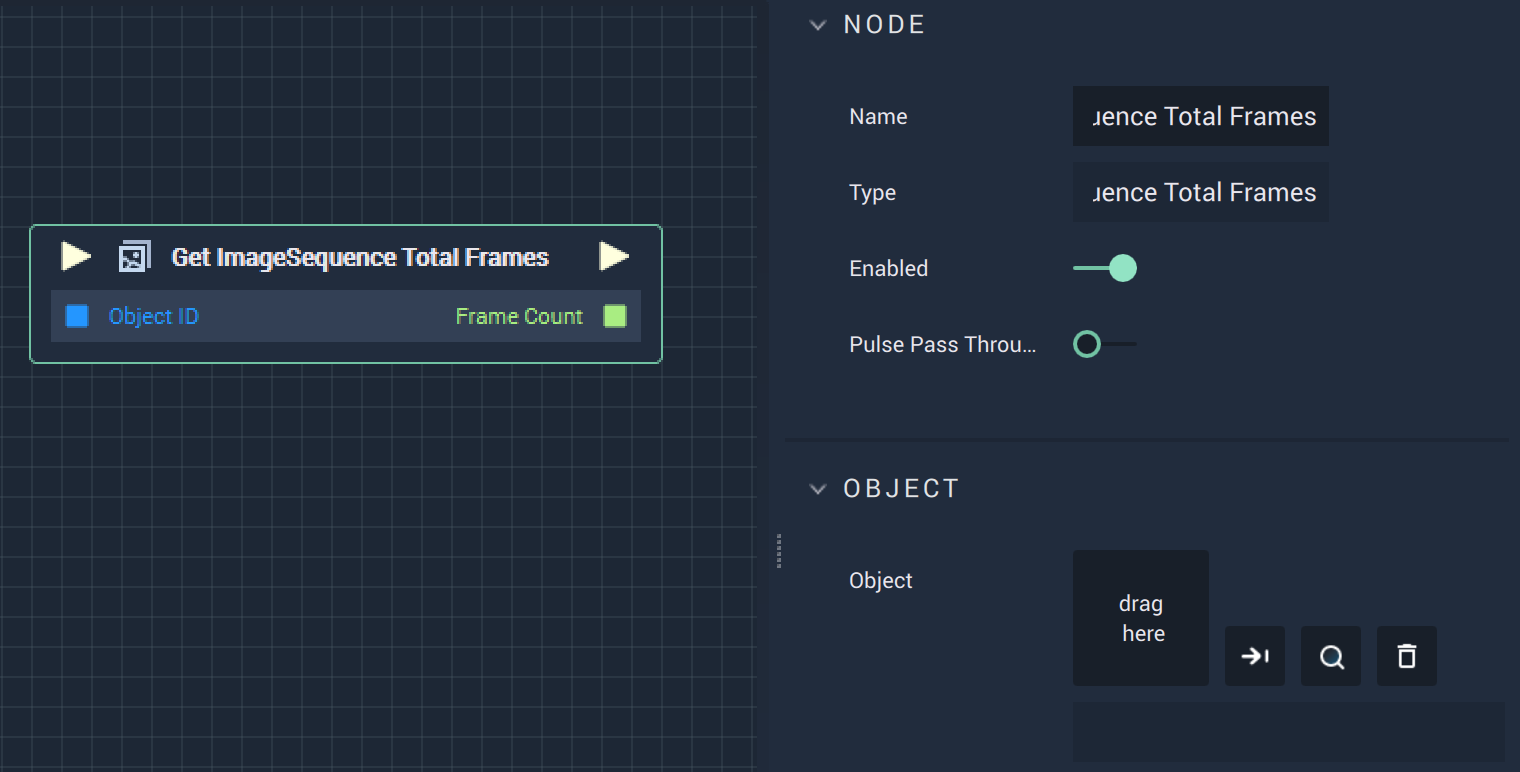 Get ImageSequence Total Frames
Object ID
Frame Count
NODE
Name
uence Total Frames
Type
uence Total Frames
Enabled
Pulse Pass Throu...
OBJECT
Object
drag
here